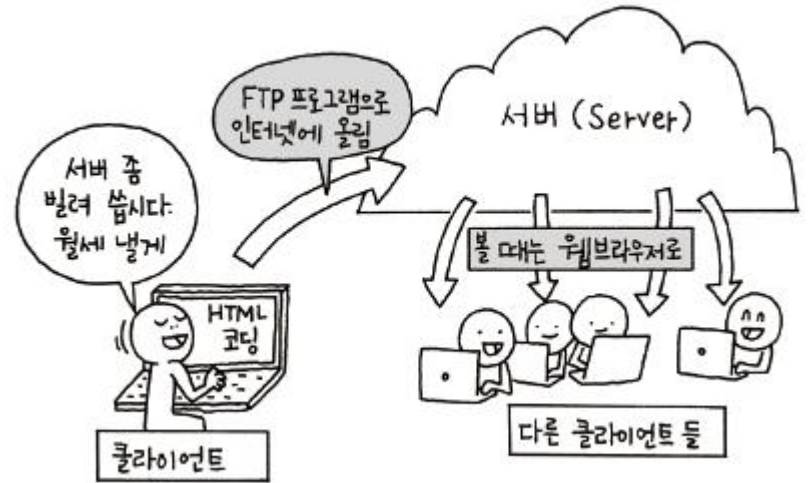 FTP 프로그램으로
인터넷에 올림
서버 (Server)
서버 좀
빌려 씁시다.
월세 낼게
볼 때는 웹브라우저로
HTML
코딩
클라이언트
다른 클라이언트 들